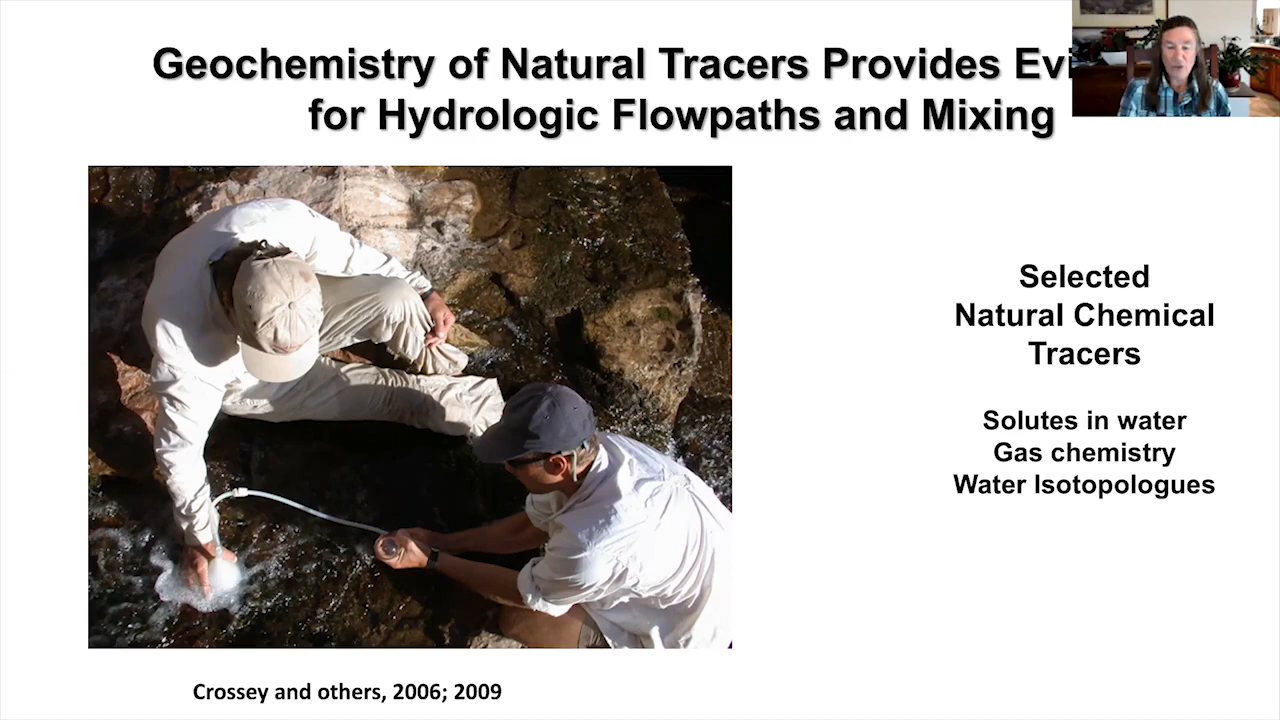 Geochemistry of Natural Tracers Provides
for Hydrologic Flowpaths and Mixing
Selected
Natural Chemical
Tracers
Solutes in water
Gas chemistry
Water Isotopologues
Crossey and others, 2006; 2009